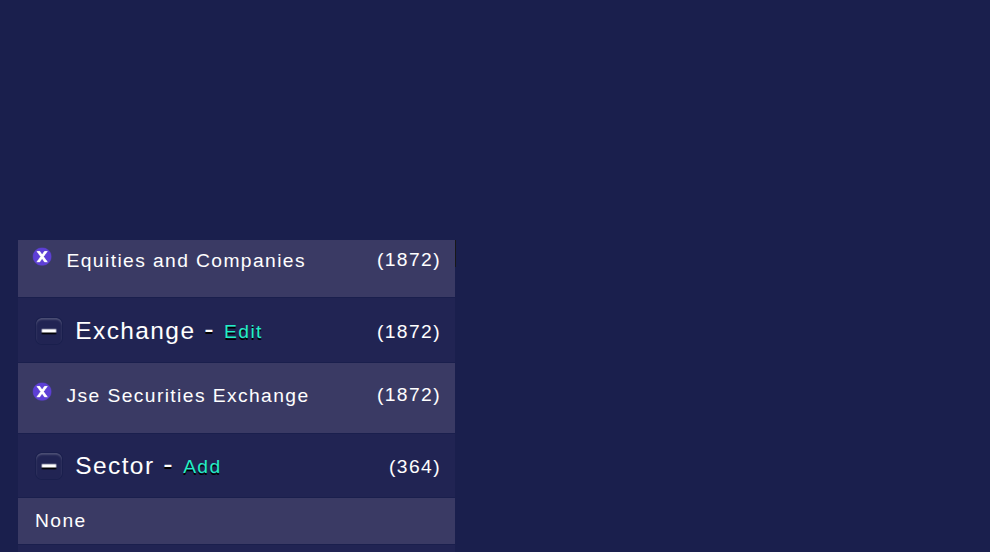 X Equities and Companies (1872)
Exchange - Edit (1872)
X Jse Securities Exchange (1872)
Sector - Add (364)
None